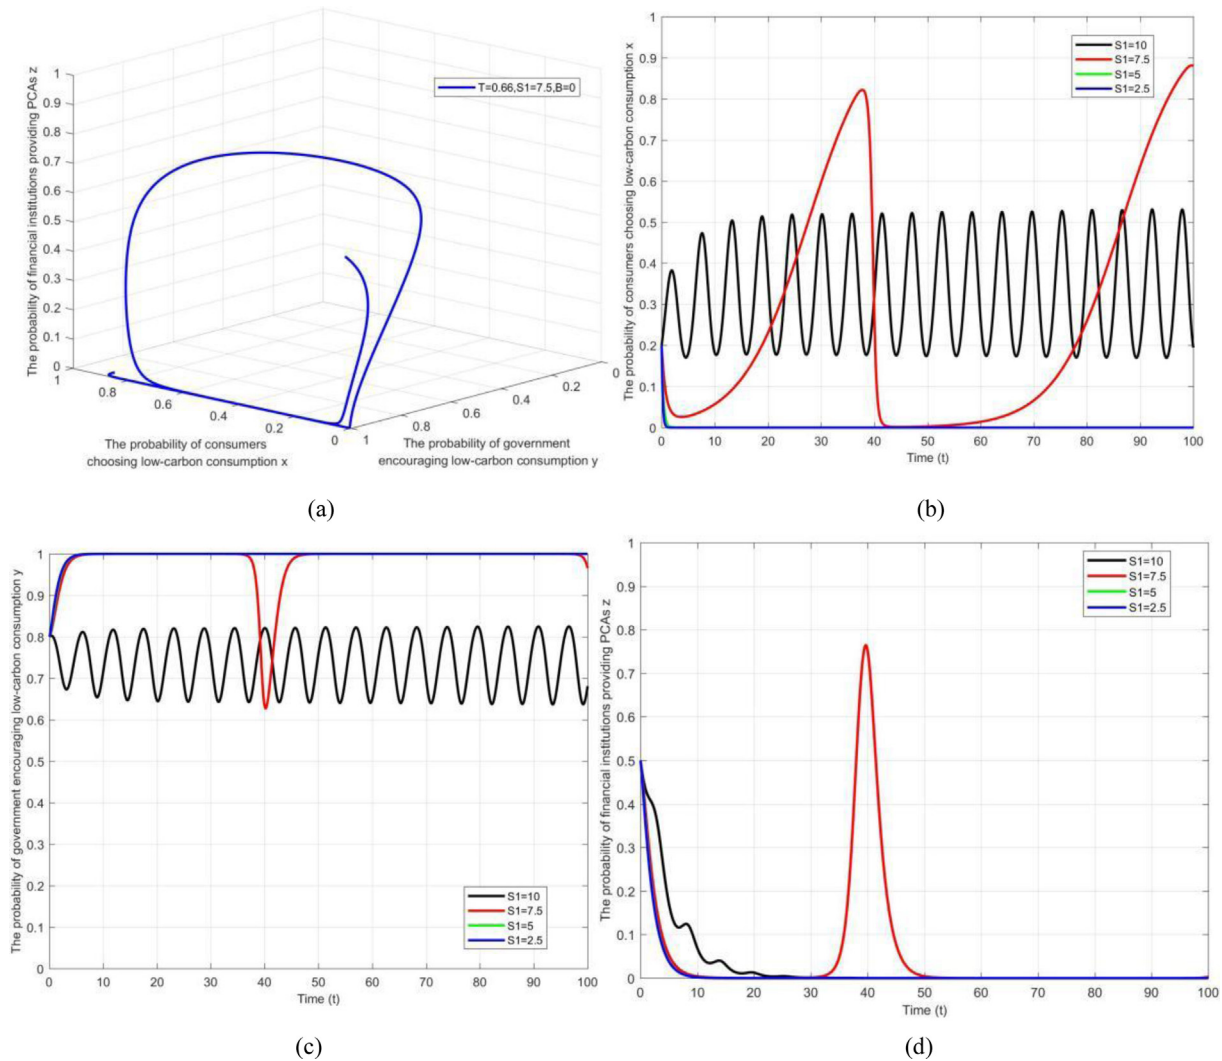 The probability of financial institutions providing PCAs z
1
0.9
0.8
0.7
0.6
0.5
0.4
0.3
0.2
0.1
0
1
0.8
0.6
0.4
0.2
0
1
0.8
0.6
0.4
0.2
0
T=0.66,S1=7.5,B=0
The probability of consumers
choosing low-carbon consumption x
The probability of government
encouraging low-carbon consumption y
(a)
The probability of consumers choosing low-carbon consumption x
1
0.9
0.8
0.7
0.6
0.5
0.4
0.3
0.2
0.1
0
0 10 20 30 40 50 60 70 80 90 100
Time (t)
S1=10
S1=7.5
S1=5
S1=2.5
(b)
The probability of government encouraging low-carbon consumption y
1
0.9
0.8
0.7
0.6
0.5
0.4
0.3
0.2
0.1
0
0 10 20 30 40 50 60 70 80 90 100
Time (t)
S1=10
S1=7.5
S1=5
S1=2.5
(c)
The probability of financial institutions providing PCAs z
1
0.9
0.8
0.7
0.6
0.5
0.4
0.3
0.2
0.1
0
0 10 20 30 40 50 60 70 80 90 100
Time (t)
S1=10
S1=7.5
S1=5
S1=2.5
(d)